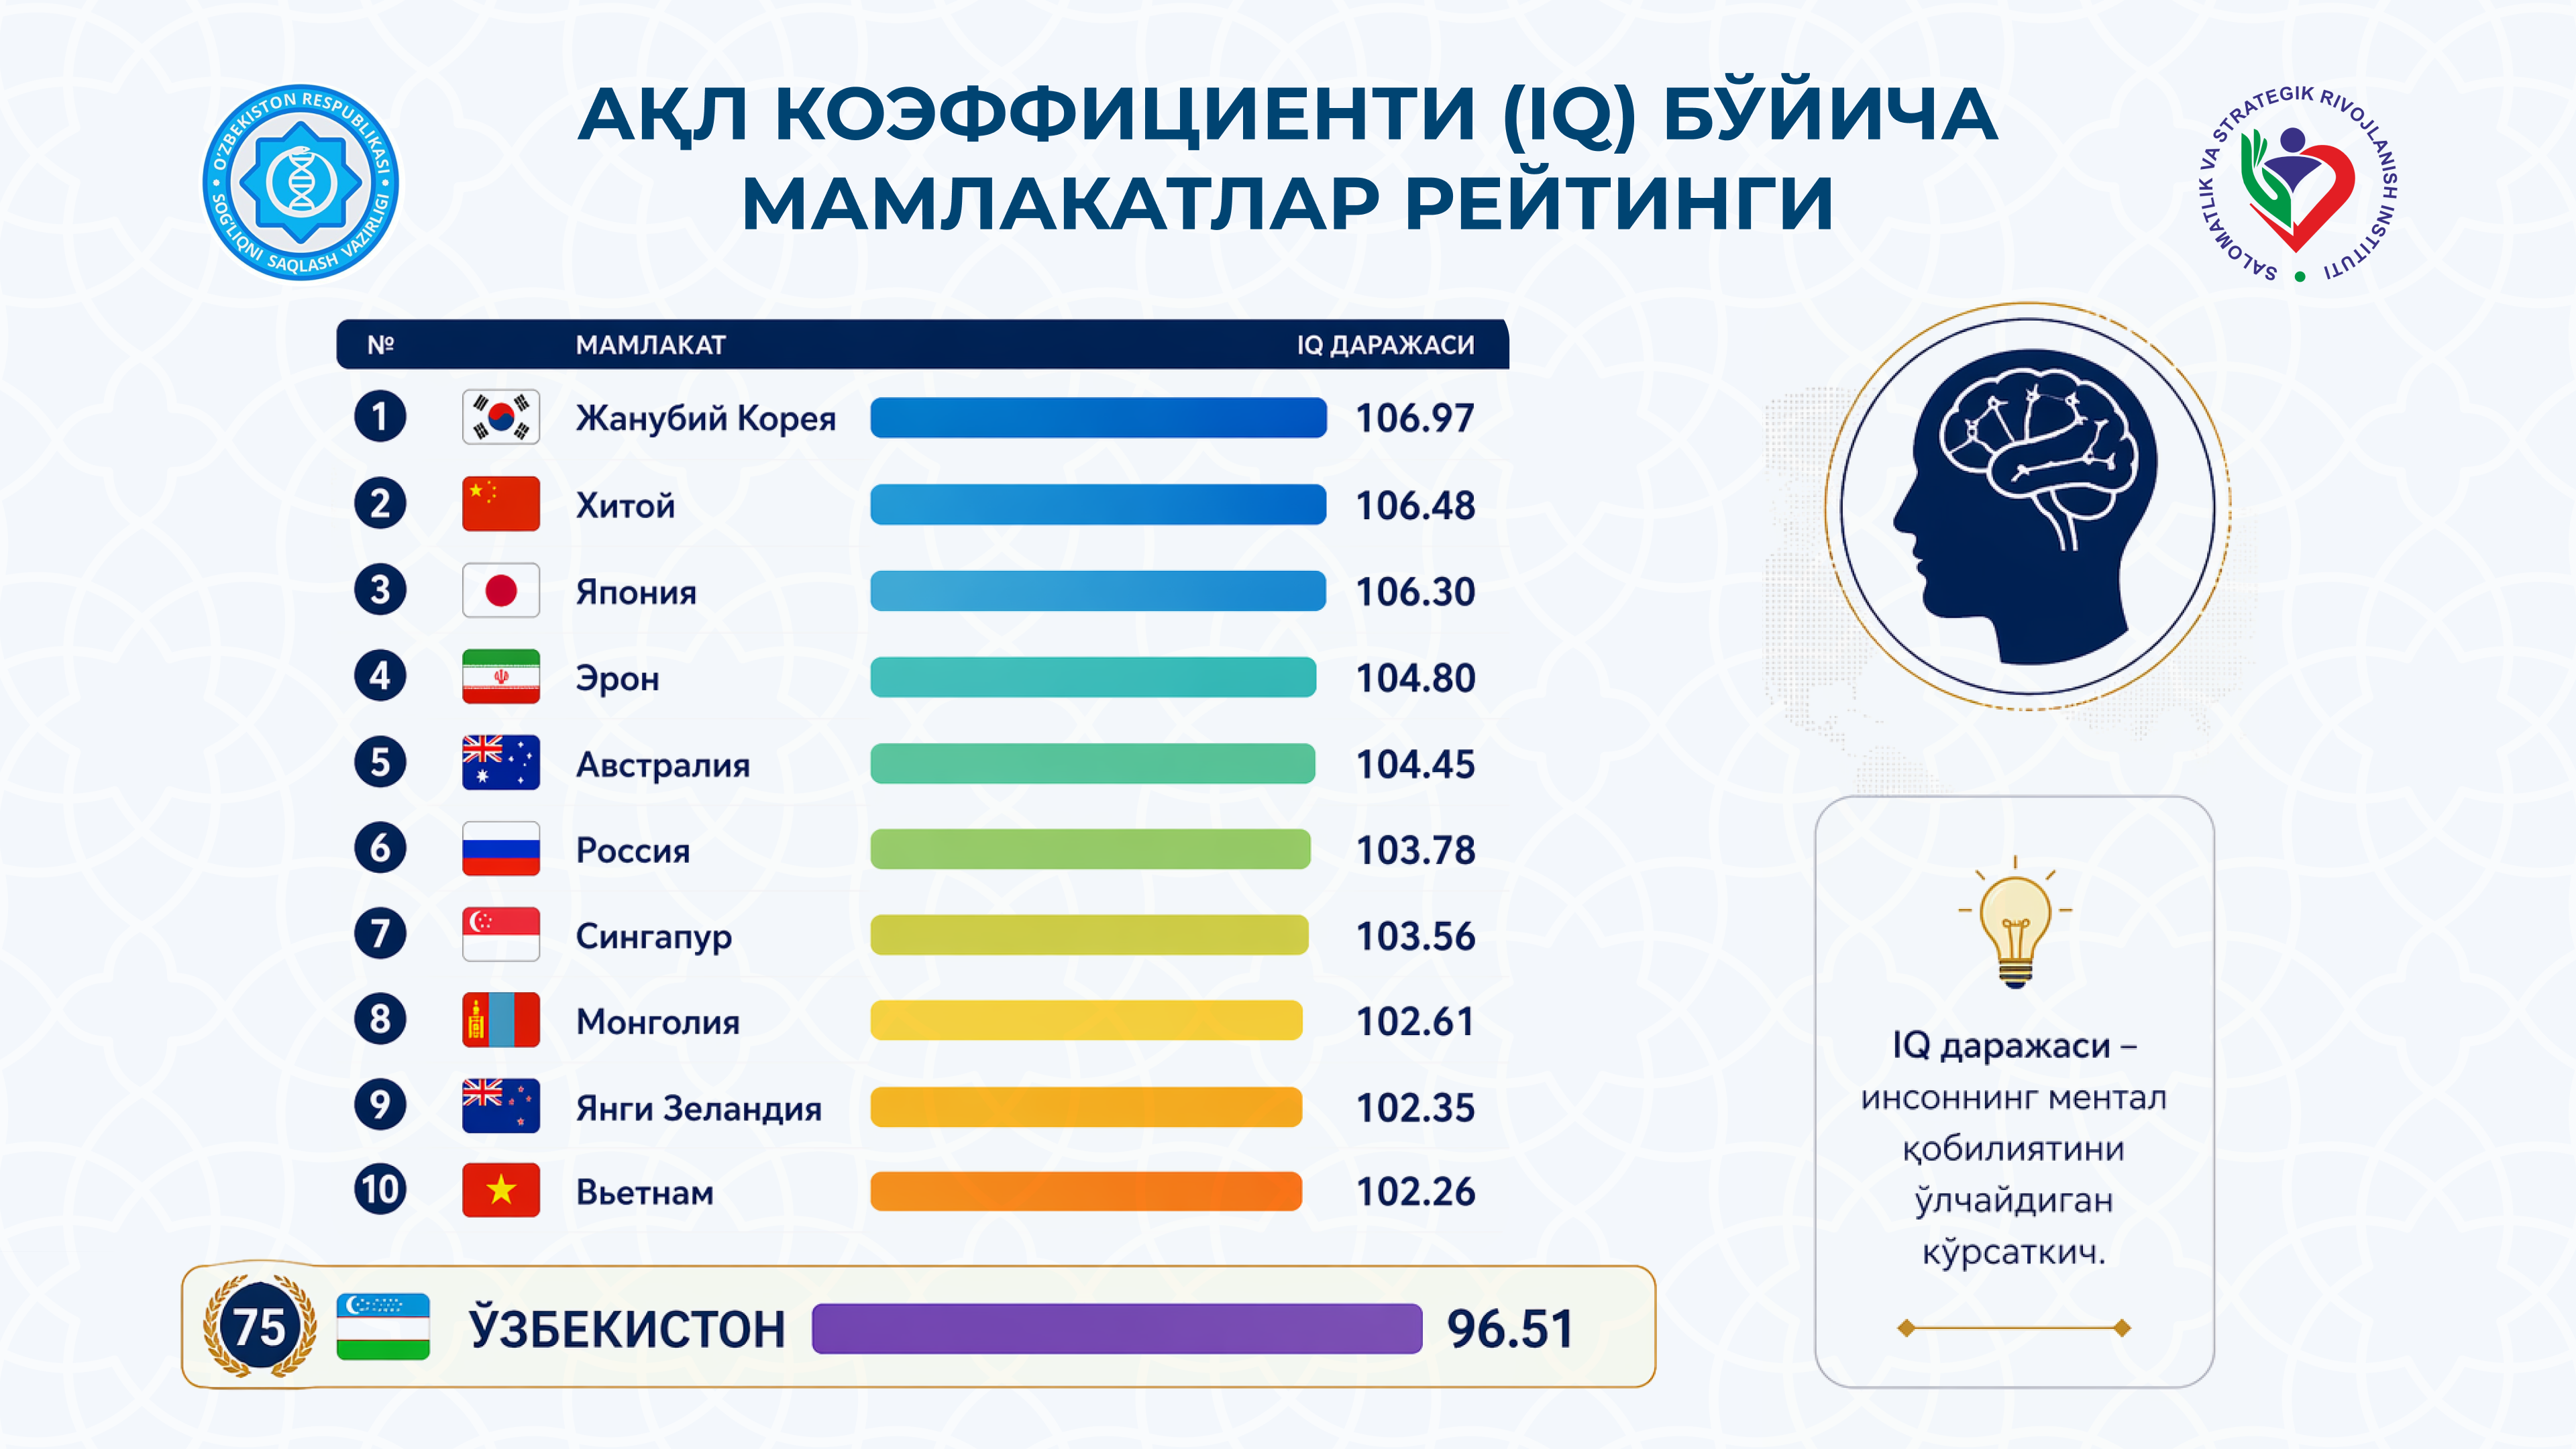 O'ZBEKISTON RESPUBLIKASI
SOG'LIQNI SAQLASH VAZIRLIGI
АҚЛ КОЭФФИЦИЕНТИ (IQ) БЎЙИЧА
МАМЛАКАТЛАР РЕЙТИНГИ
SALOMATLIK VA STRATEGIK RIVOJLANISH INSTITUTI
№ МАМЛАКАТ IQ ДАРАЖАСИ
1 Жанубий Корея 106.97
2 Хитой 106.48
3 Япония 106.30
4 Эрон 104.80
5 Австралия 104.45
6 Россия 103.78
7 Сингапур 103.56
8 Монголия 102.61
9 Янги Зеландия 102.35
10 Вьетнам 102.26
75 ЎЗБЕКИСТОН 96.51
IQ даражаси –
инсоннинг ментал
қобилиятини
ўлчайдиган
кўрсаткич.